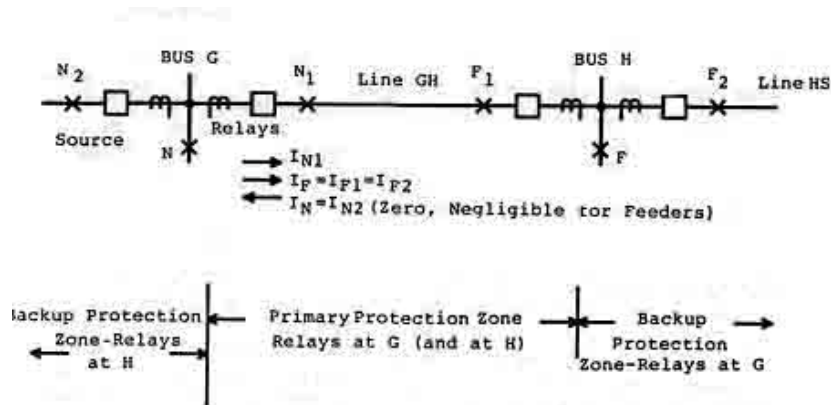 N2 BUS G N1 Line GH F1 BUS H F2 Line HS
Source N Relays F
IN1
IF=IF1=IF2
IN=IN2 (Zero, Negligible tor Feeders)
Backup Protection
Zone-Relays
at H
Primary Protection Zone
Relays at G (and at H)
Backup
Protection
Zone-Relays at G